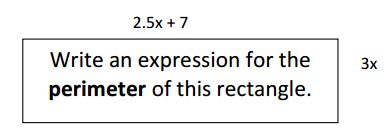 2.5x + 7
Write an expression for the
3x
perimeter of this rectangle.